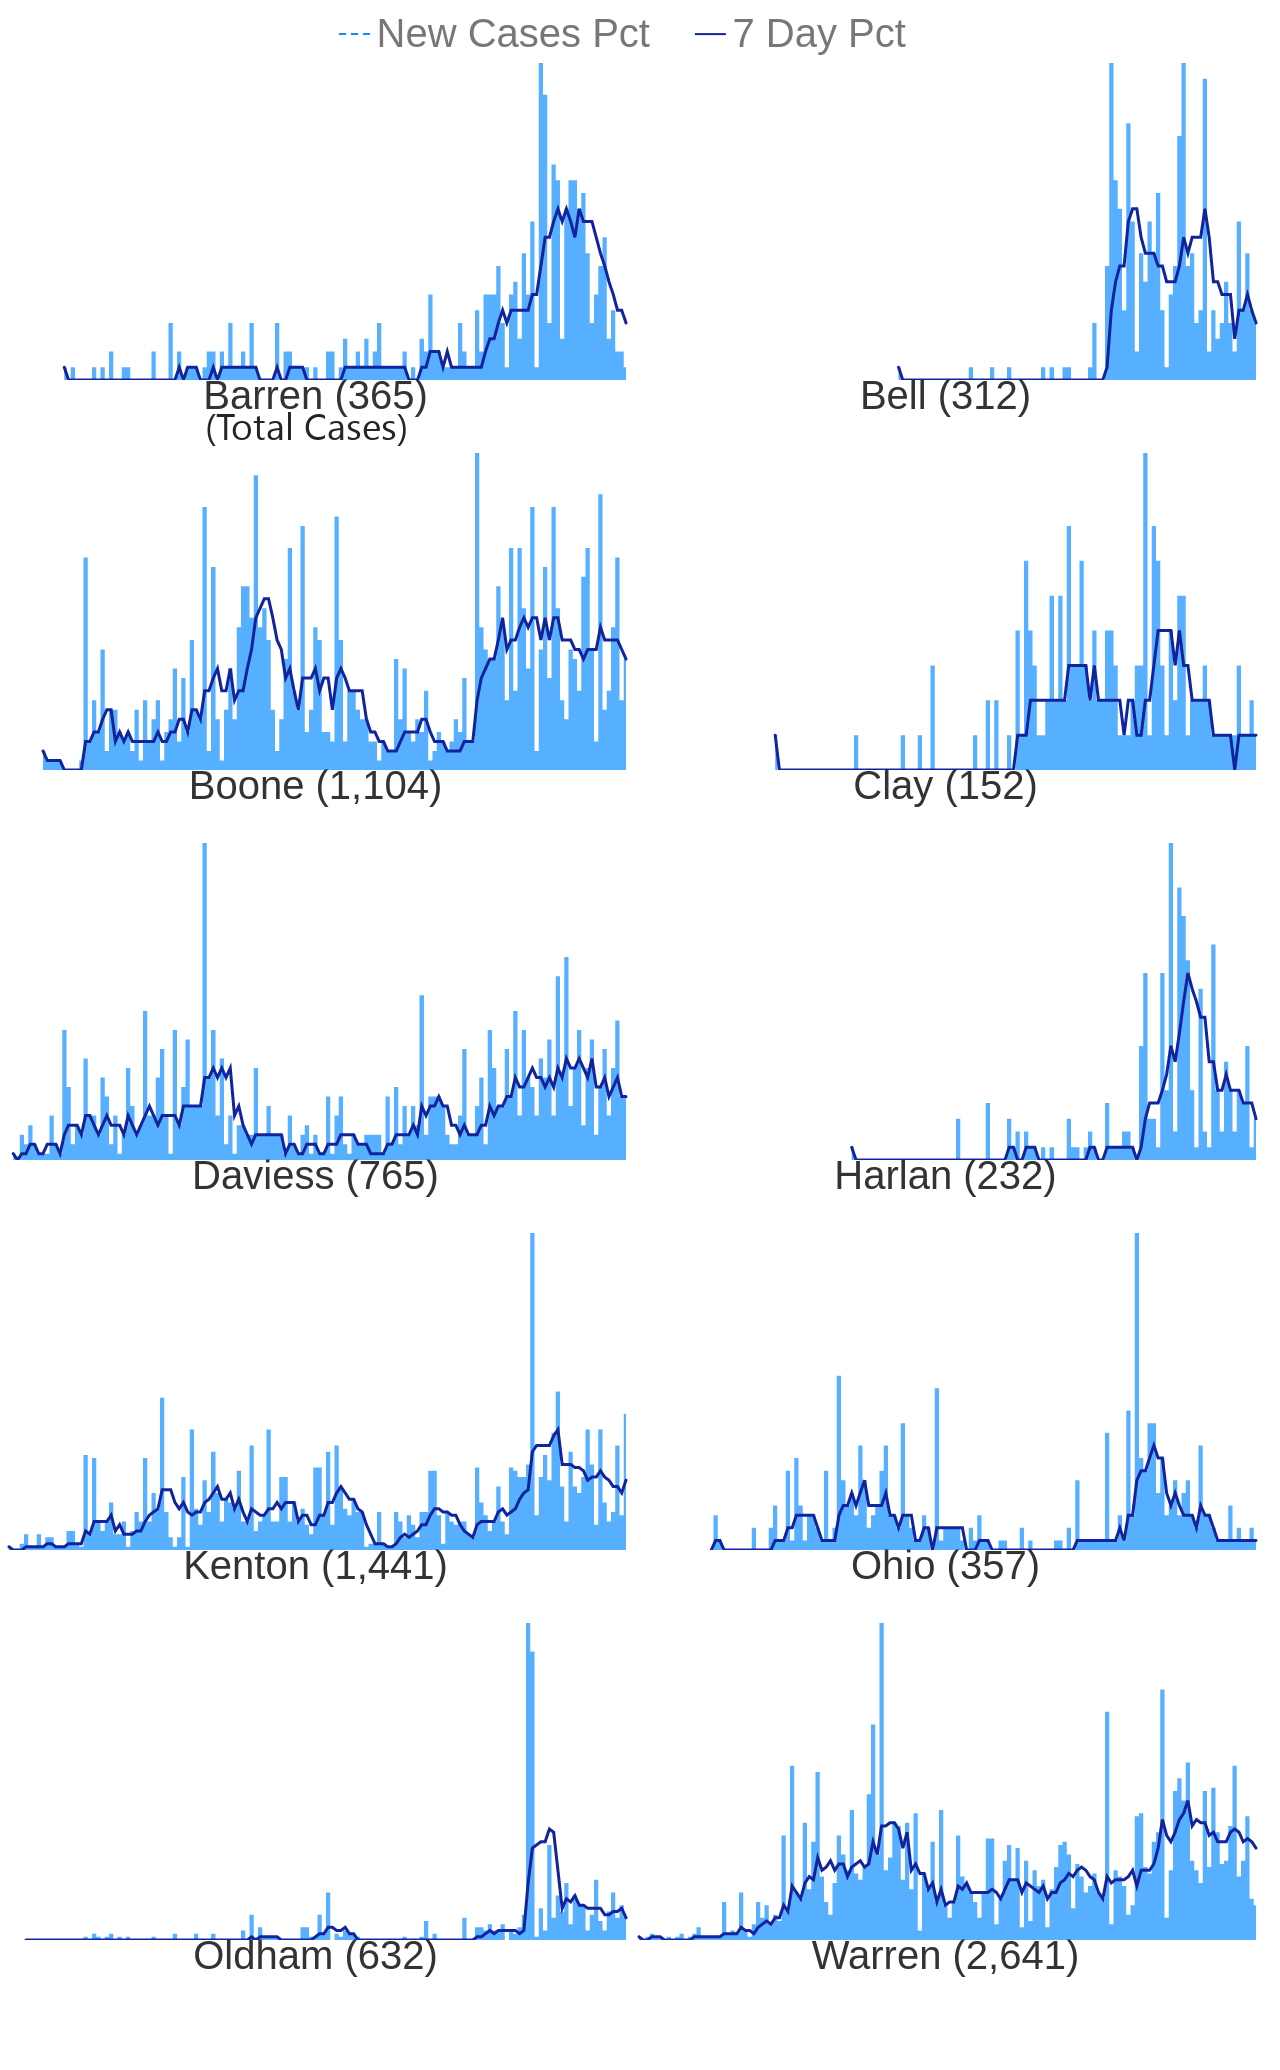 New Cases Pct 7 Day Pct
Barren (365) Bell (312)
(Total Cases)
Boone (1,104) Clay (152)
Daviess (765) Harlan (232)
Kenton (1,441) Ohio (357)
Oldham (632) Warren (2,641)